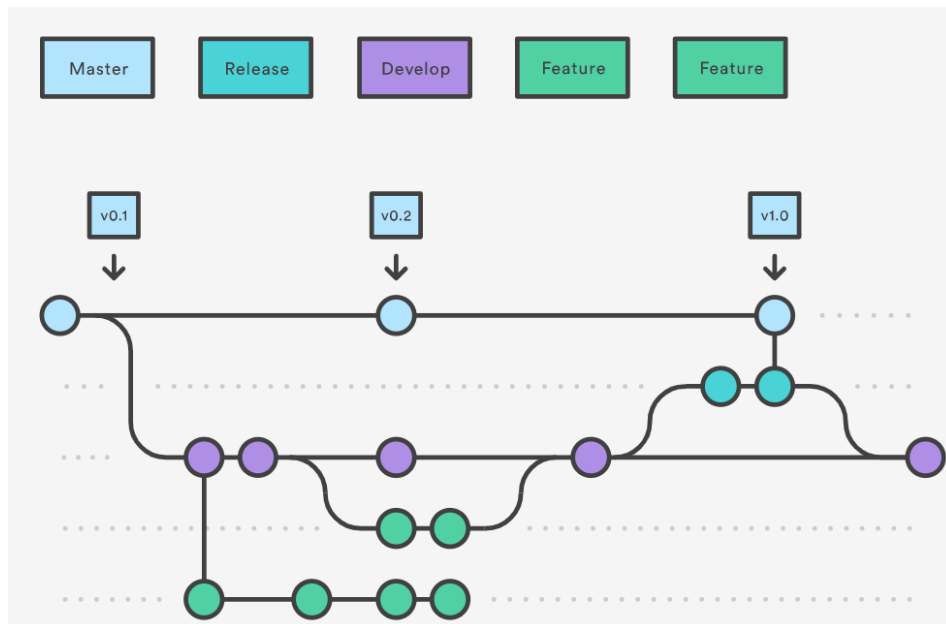 Master
Release
Develop
Feature
Feature
v0.1
v0.2
v1.0